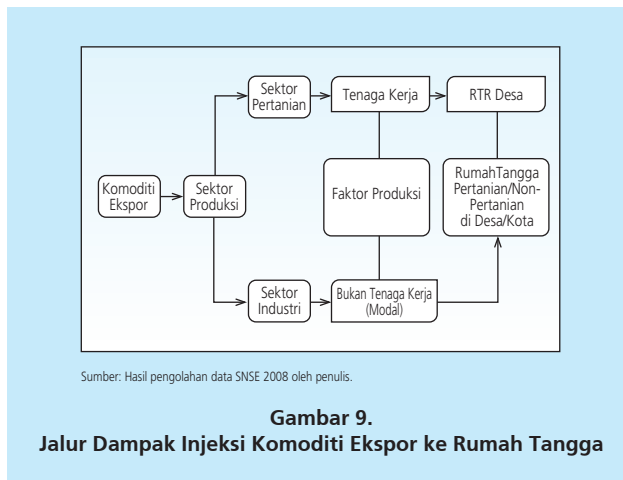 Sektor
Pertanian
Tenaga Kerja
RTR Desa
Komoditi
Ekspor
Sektor
Produksi
Faktor Produksi
RumahTangga
Pertanian/Non-
Pertanian
di Desa/Kota
Sektor
Industri
Bukan Tenaga Kerja
(Modal)
Sumber: Hasil pengolahan data SNSE 2008 oleh penulis.
Gambar 9.
Jalur Dampak Injeksi Komoditi Ekspor ke Rumah Tangga